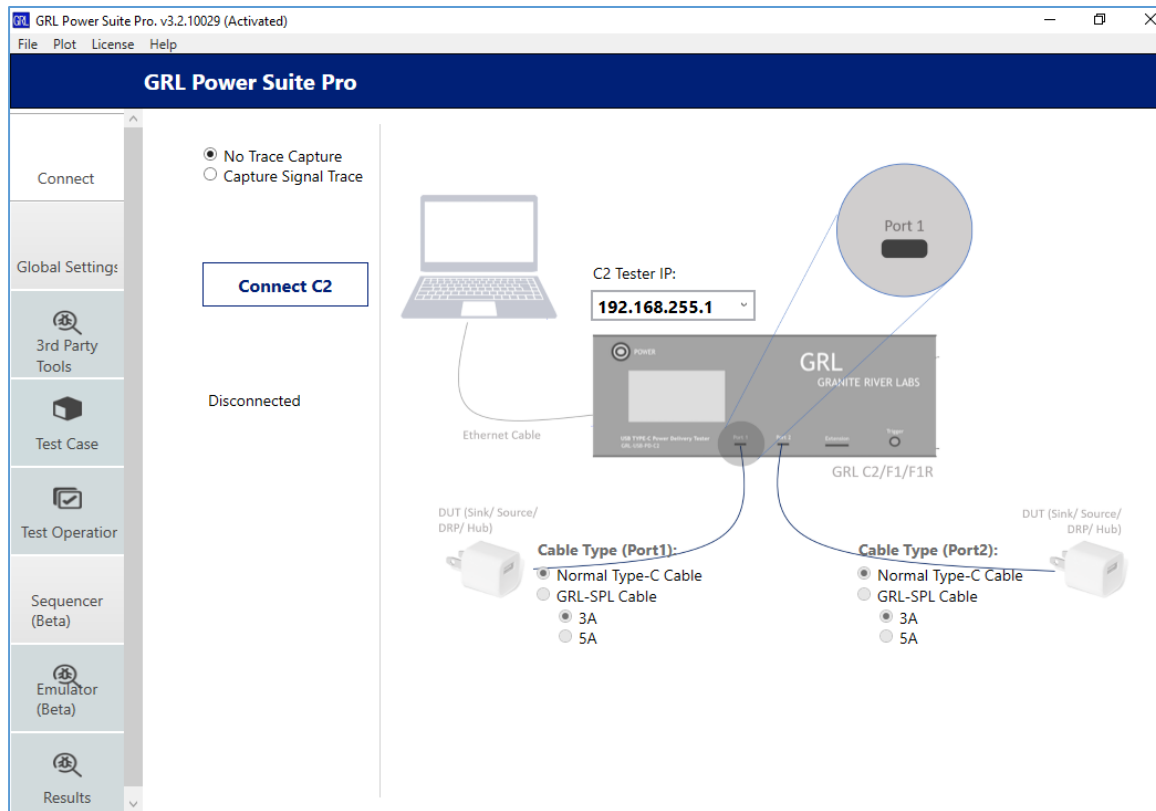 GRL GRL Power Suite Pro. v3.2.10029 (Activated)
File Plot License Help
GRL Power Suite Pro
Connect
Global Settings
3rd Party
Tools
Test Case
Test Operation
Sequencer
(Beta)
Emulator
(Beta)
Results
No Trace Capture
Capture Signal Trace
Connect C2
Disconnected
Port 1
C2 Tester IP:
192.168.255.1
POWER
GRL
GRANITE RIVER LABS
USB TYPE-C Power Delivery Tester
GRL USB-PD-C2
Port 1
Port 2
Extension
Trigger
Ethernet Cable
GRL C2/F1/F1R
DUT (Sink/ Source/
DRP/ Hub)
Cable Type (Port1):
Normal Type-C Cable
GRL-SPL Cable
3A
5A
DUT (Sink/ Source/
DRP/ Hub)
Cable Type (Port2):
Normal Type-C Cable
GRL-SPL Cable
3A
5A